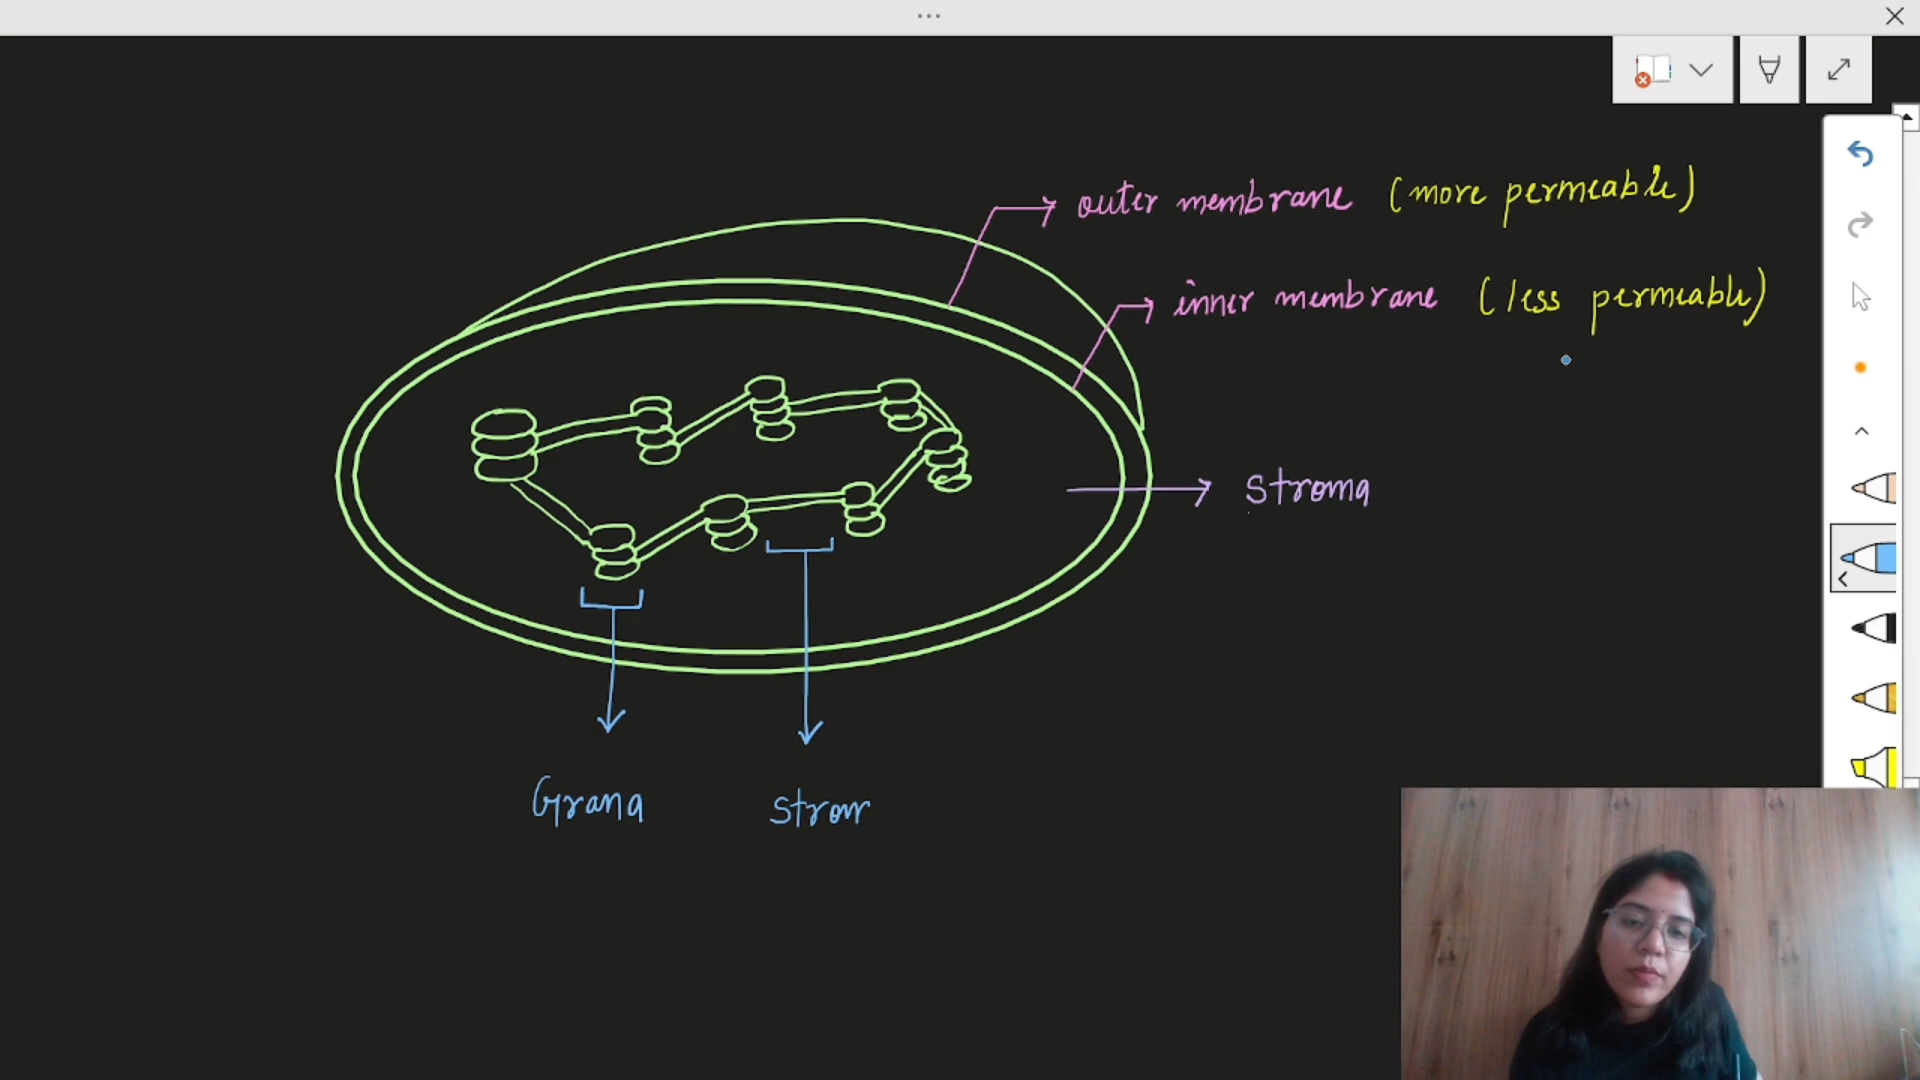 outer membrane (more permeable)
inner membrane (less permeable)
Stroma
Grana
Strom